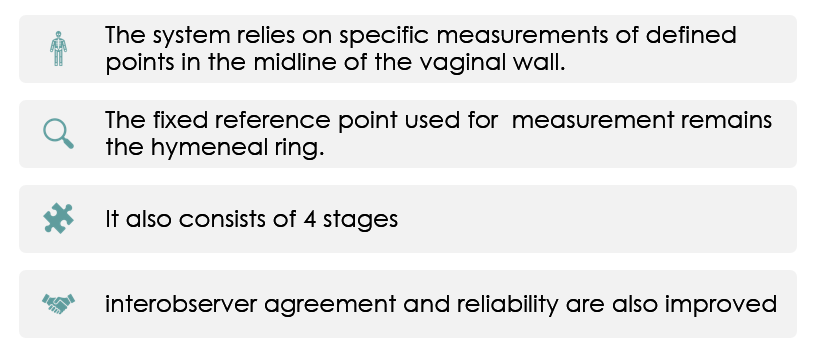 The system relies on specific measurements of defined
points in the midline of the vaginal wall.
The fixed reference point used for  measurement remains
the hymeneal ring.
It also consists of 4 stages
interobserver agreement and reliability are also improved